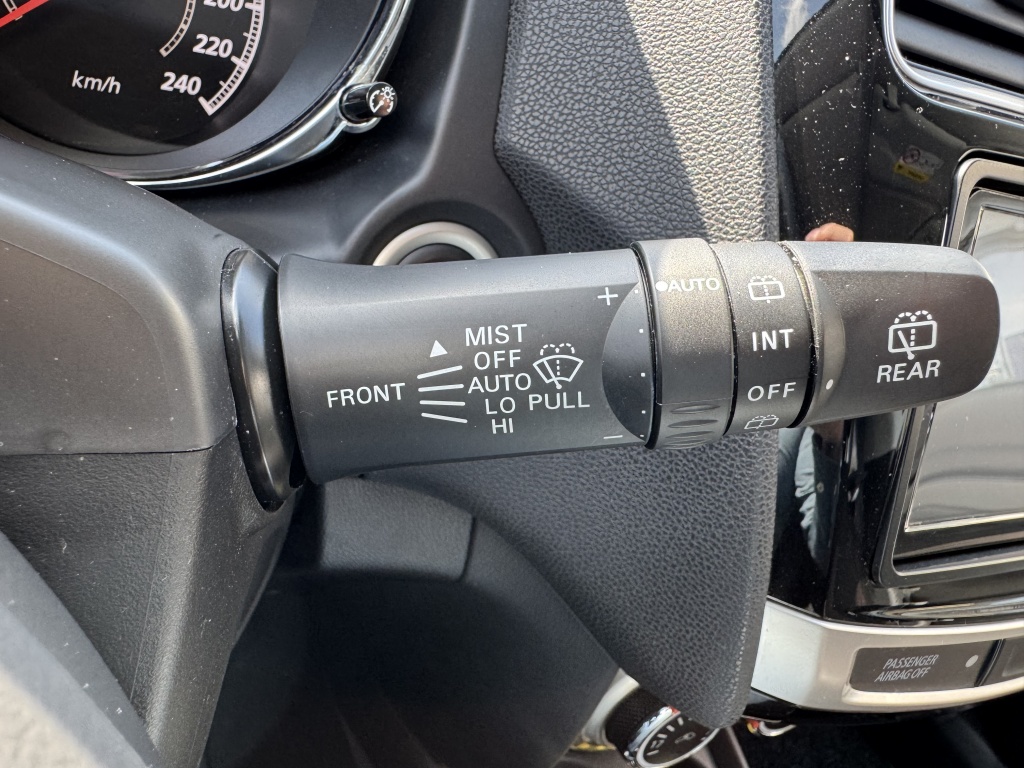 200
220
240
km/h
FRONT
MIST
OFF
AUTO
LO PULL
HI
+
−
•AUTO
INT
OFF
REAR
PASSENGER
AIRBAG OFF